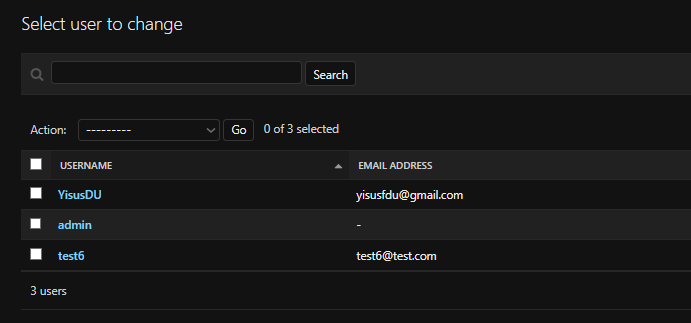 Select user to change
Search
Action: --------- Go 0 of 3 selected
USERNAME EMAIL ADDRESS
YisusDU yisusfdu@gmail.com
admin -
test6 test6@test.com
3 users